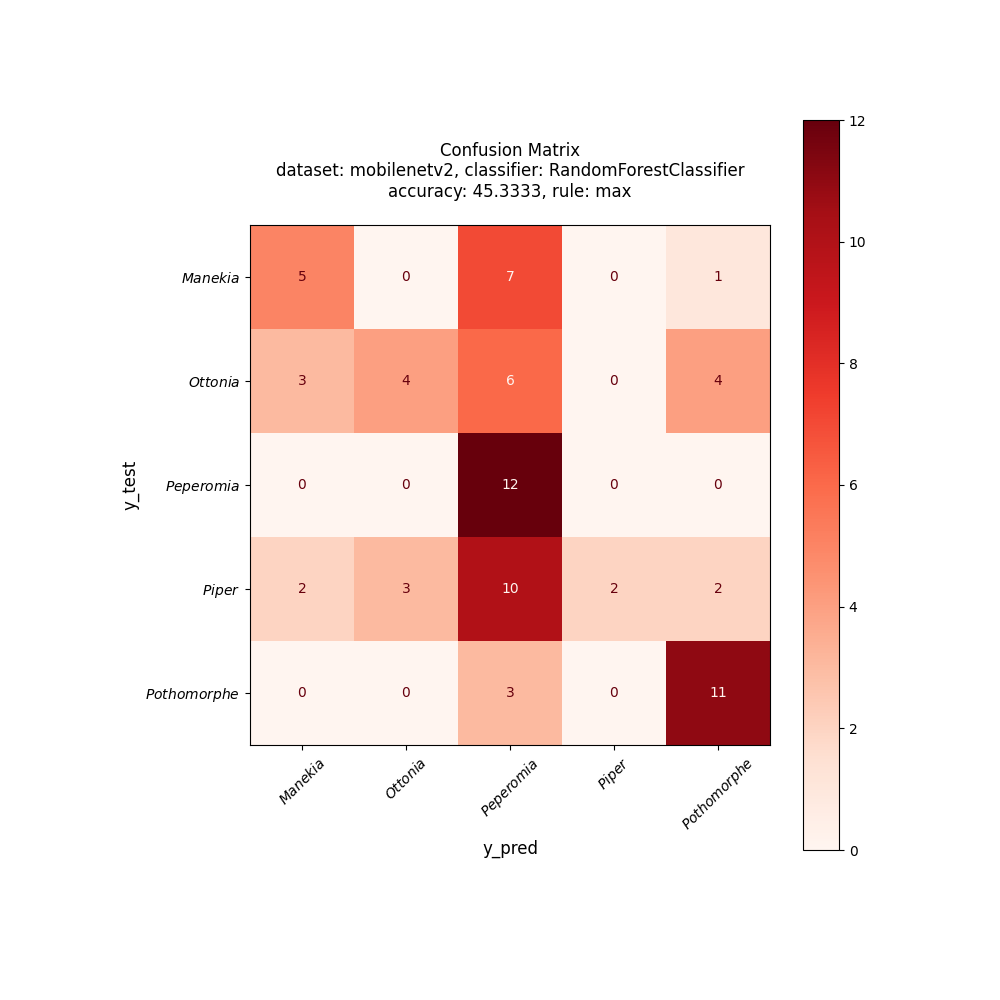 Confusion Matrix
dataset: mobilenetv2, classifier: RandomForestClassifier
accuracy: 45.3333, rule: max
Manekia 5 0 7 0 1
Ottonia 3 4 6 0 4
Peperomia 0 0 12 0 0
Piper 2 3 10 2 2
Pothomorphe 0 0 3 0 11
y_test
Manekia Ottonia Peperomia Piper Pothomorphe
y_pred
12
10
8
6
4
2
0